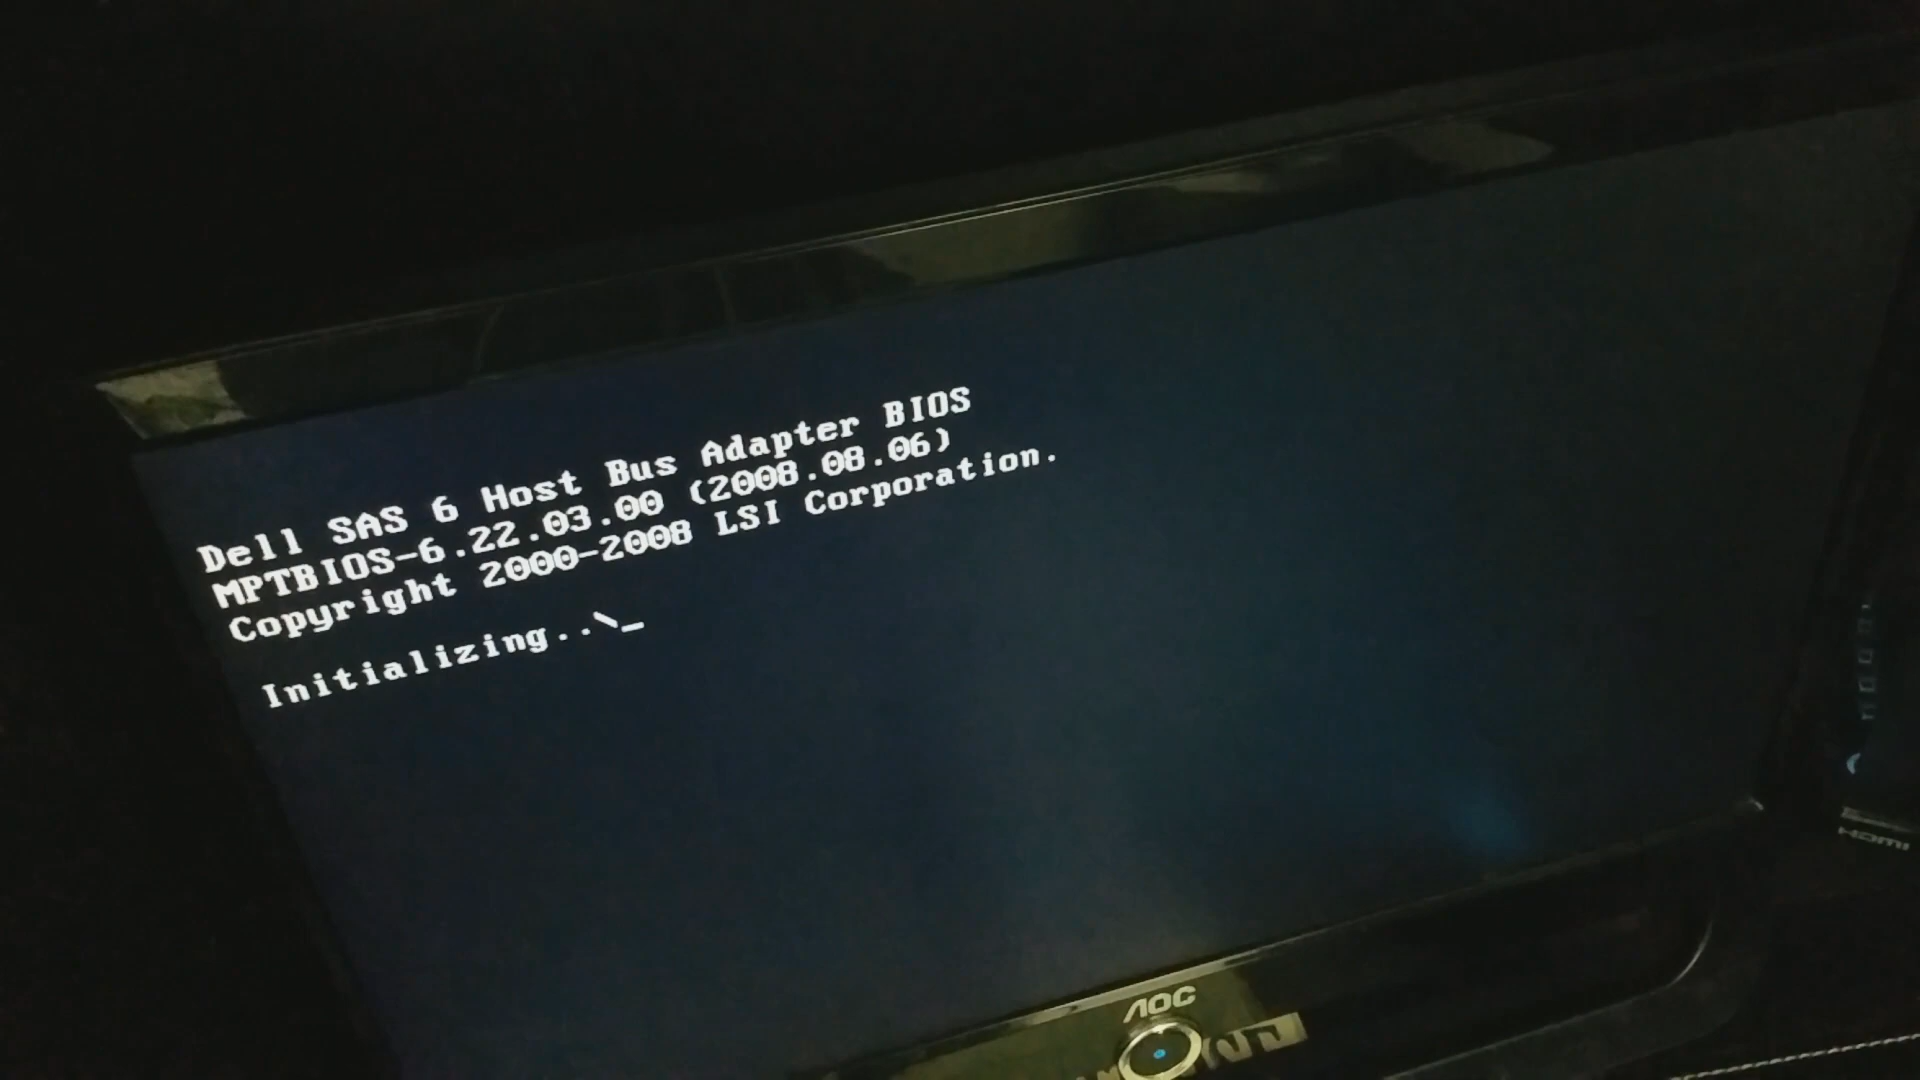 Dell SAS 6 Host Bus Adapter BIOS
MPTBIOS-6.22.03.00 (2008.08.06)
Copyright 2000-2008 LSI Corporation.
Initializing..\_
AOC
HDMI